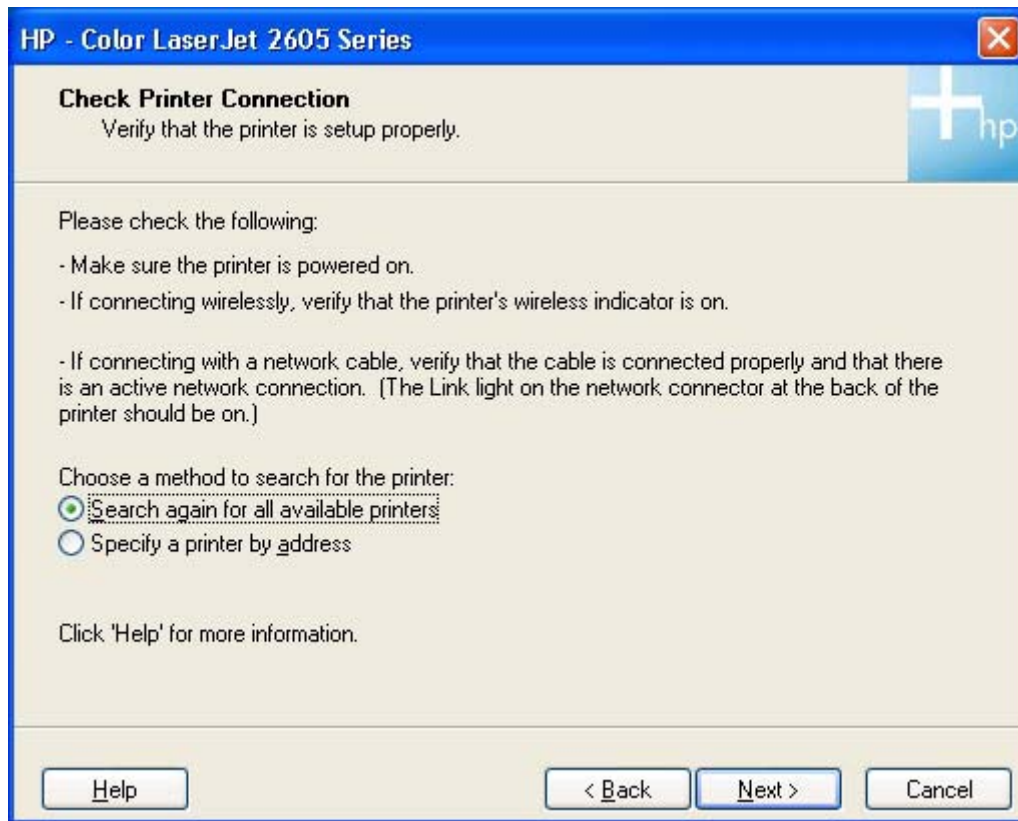 HP - Color LaserJet 2605 Series
Check Printer Connection
Verify that the printer is setup properly.
hp
Please check the following:
- Make sure the printer is powered on.
- If connecting wirelessly, verify that the printer's wireless indicator is on.
- If connecting with a network cable, verify that the cable is connected properly and that there
is an active network connection. (The Link light on the network connector at the back of the
printer should be on.)
Choose a method to search for the printer:
Search again for all available printers
Specify a printer by address
Click 'Help' for more information.
Help
< Back
Next >
Cancel